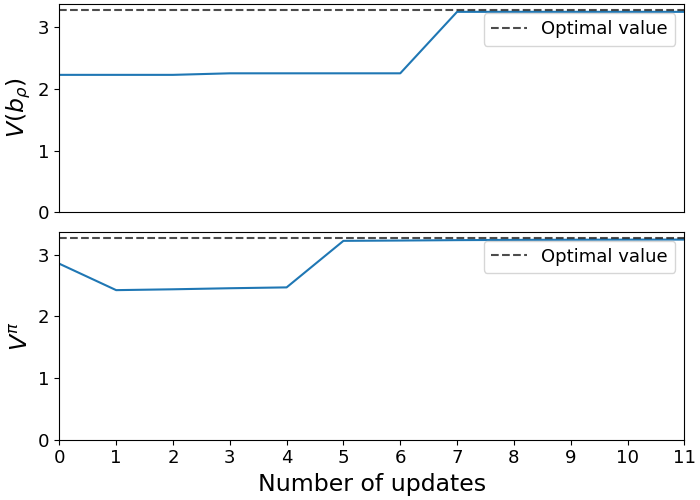 3
2
1
0
V(b_ρ)
Optimal value
3
2
1
0
V^π
Optimal value
0 1 2 3 4 5 6 7 8 9 10 11
Number of updates